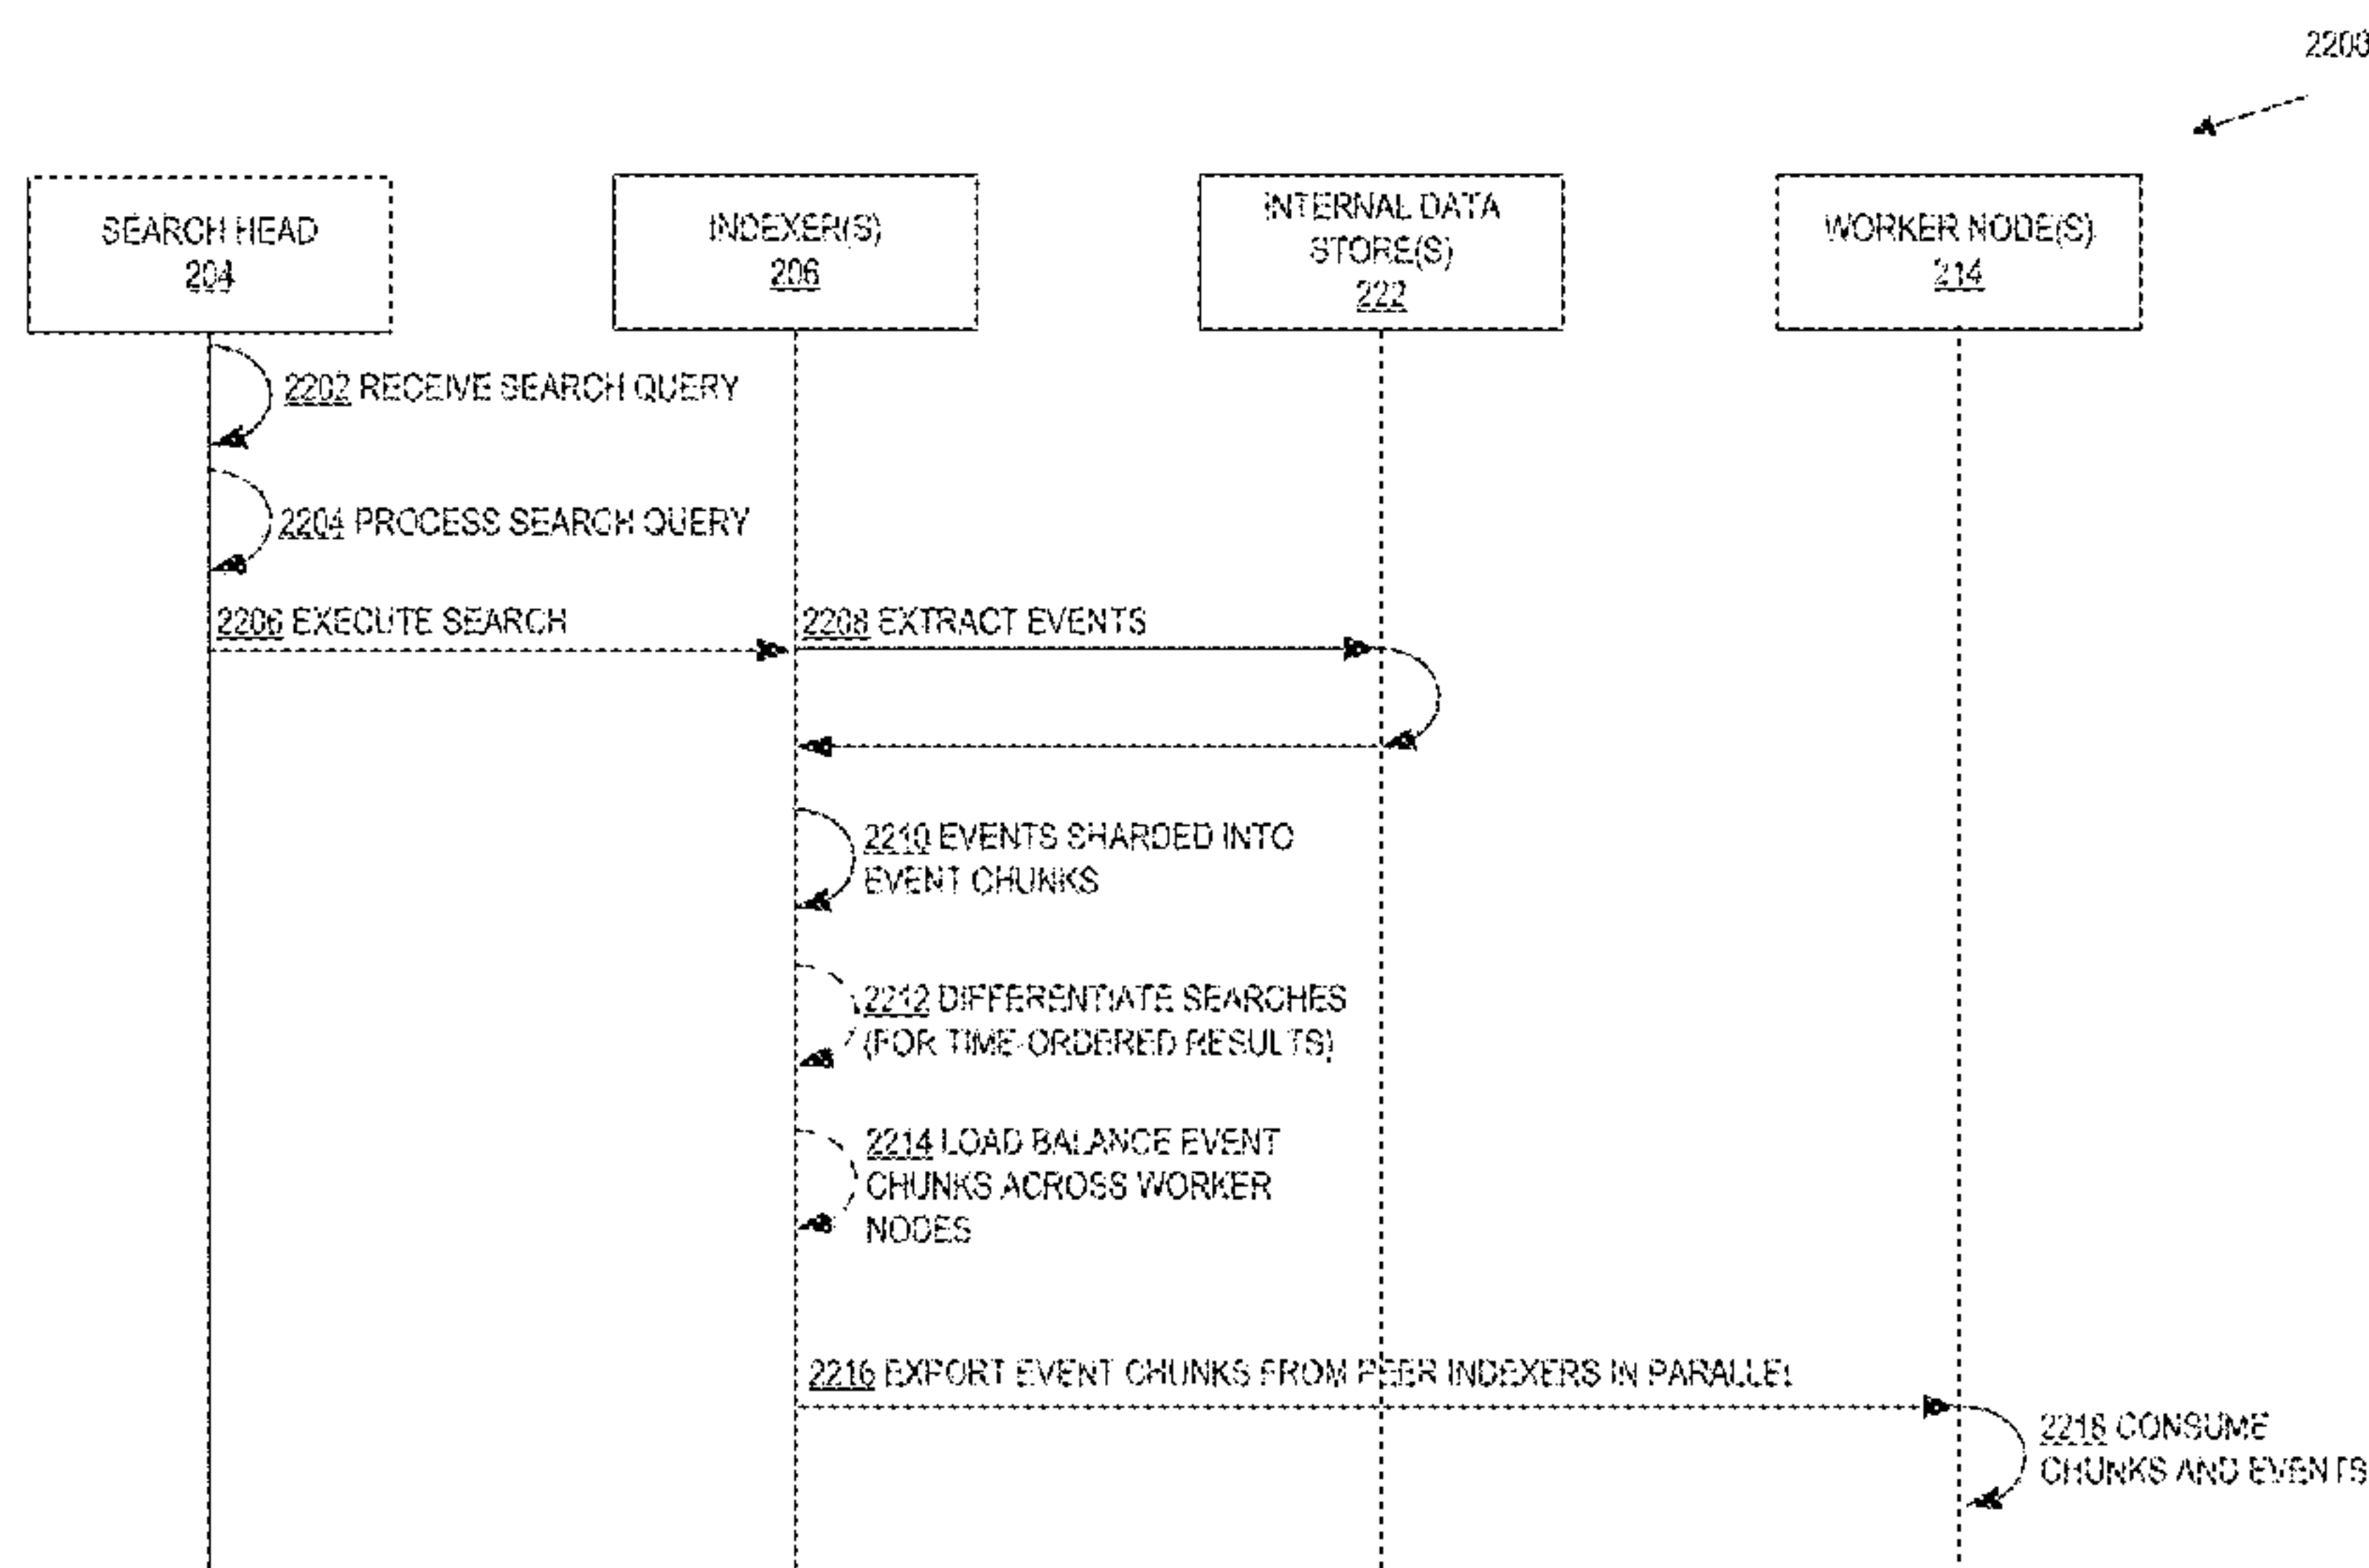 2200
SEARCH HEAD
204
INDEXER(S)
206
INTERNAL DATA
STORE(S)
222
WORKER NODE(S)
214
2202 RECEIVE SEARCH QUERY
2204 PROCESS SEARCH QUERY
2206 EXECUTE SEARCH
2208 EXTRACT EVENTS
2210 EVENTS SHARDED INTO
EVENT CHUNKS
2212 DIFFERENTIATE SEARCHES
(FOR TIME-ORDERED RESULTS)
2214 LOAD BALANCE EVENT
CHUNKS ACROSS WORKER
NODES
2216 EXPORT EVENT CHUNKS FROM PEER INDEXERS IN PARALLEL
2218 CONSUME
CHUNKS AND EVENTS